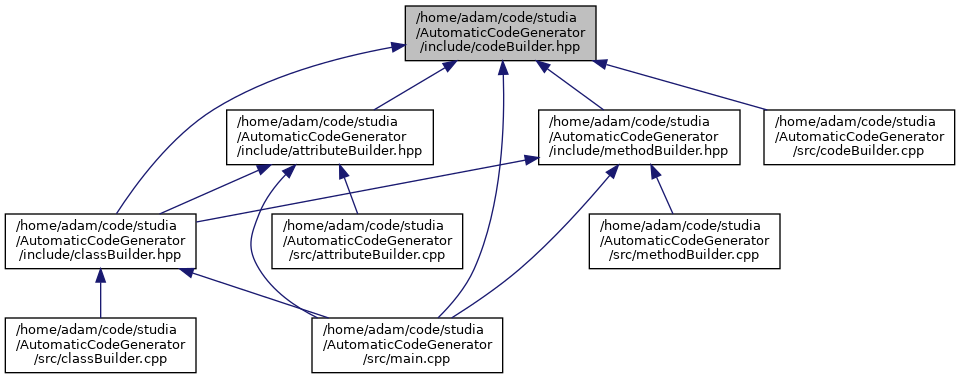 /home/adam/code/studia
/AutomaticCodeGenerator
/include/codeBuilder.hpp
/home/adam/code/studia
/AutomaticCodeGenerator
/include/attributeBuilder.hpp
/home/adam/code/studia
/AutomaticCodeGenerator
/include/methodBuilder.hpp
/home/adam/code/studia
/AutomaticCodeGenerator
/src/codeBuilder.cpp
/home/adam/code/studia
/AutomaticCodeGenerator
/include/classBuilder.hpp
/home/adam/code/studia
/AutomaticCodeGenerator
/src/attributeBuilder.cpp
/home/adam/code/studia
/AutomaticCodeGenerator
/src/methodBuilder.cpp
/home/adam/code/studia
/AutomaticCodeGenerator
/src/classBuilder.cpp
/home/adam/code/studia
/AutomaticCodeGenerator
/src/main.cpp